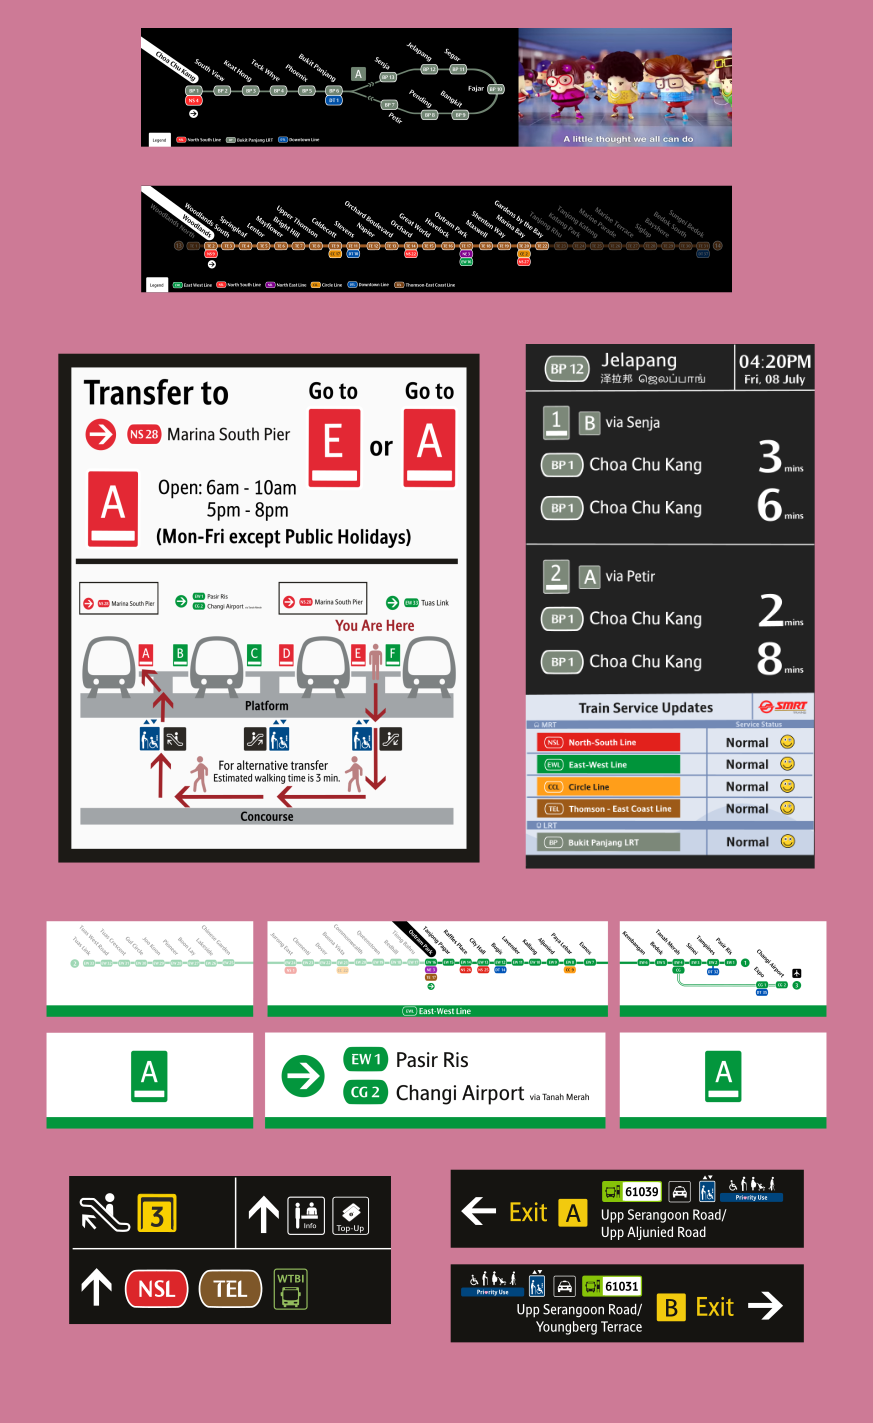 Choa Chu Kang
South View
Keat Hong
Teck Whye
Phoenix
Bukit Panjang
Senja
Jelapang
Segar
Fajar
Bangkit
Pending
Petir
A
BP 1
BP 2
BP 3
BP 4
BP 5
BP 6
BP 13
BP 12
BP 11
BP 10
BP 7
BP 8
BP 9
NS 4
DT 1
Legend
North South Line
Bukit Panjang LRT
Downtown Line
A little thought we all can do
Woodlands North
Woodlands
Woodlands South
Springleaf
Lentor
Mayflower
Bright Hill
Upper Thomson
Caldecott
Stevens
Napier
Orchard Boulevard
Orchard
Great World
Havelock
Outram Park
Maxwell
Shenton Way
Marina Bay
Gardens by the Bay
Tanjong Rhu
Katong Park
Tanjong Katong
Marine Parade
Marine Terrace
Siglap
Bayshore
Bedok South
Sungei Bedok
Legend
East West Line
North South Line
North East Line
Circle Line
Downtown Line
Thomson-East Coast Line
Transfer to
NS 28 Marina South Pier
Go to
E
or
Go to
A
A
Open: 6am - 10am
5pm - 8pm
(Mon-Fri except Public Holidays)
NS 28 Marina South Pier
EW 1 Pasir Ris
CG 2 Changi Airport via Tanah Merah
NS 28 Marina South Pier
EW 33 Tuas Link
You Are Here
A B C D E F
Platform
For alternative transfer
Estimated walking time is 3 min.
Concourse
BP 12 Jelapang
泽拉邦 ஜெலப்பாங்
04:20PM
Fri, 08 July
1 B via Senja
BP 1 Choa Chu Kang 3 mins
BP 1 Choa Chu Kang 6 mins
2 A via Petir
BP 1 Choa Chu Kang 2 mins
BP 1 Choa Chu Kang 8 mins
Train Service Updates SMRT
MRT Service Status
NSL North-South Line Normal
EWL East-West Line Normal
CCL Circle Line Normal
TEL Thomson - East Coast Line Normal
LRT
BP Bukit Panjang LRT Normal
Tuas Link
Tuas West Road
Tuas Crescent
Gul Circle
Joo Koon
Pioneer
Boon Lay
Lakeside
Chinese Garden
Jurong East
Clementi
Dover
Buona Vista
Commonwealth
Queenstown
Redhill
Tiong Bahru
Outram Park
Tanjong Pagar
Raffles Place
City Hall
Bugis
Lavender
Kallang
Aljunied
Paya Lebar
Eunos
EWL East-West Line
Kembangan
Bedok
Tanah Merah
Simei
Tampines
Pasir Ris
Expo
Changi Airport
A
EW 1 Pasir Ris
CG 2 Changi Airport via Tanah Merah
A
3
Info
Top-Up
NSL
TEL
WTBI
61039
Priority Use
Exit A
Upp Serangoon Road/
Upp Aljunied Road
Priority Use
61031
Upp Serangoon Road/
Youngberg Terrace
B Exit